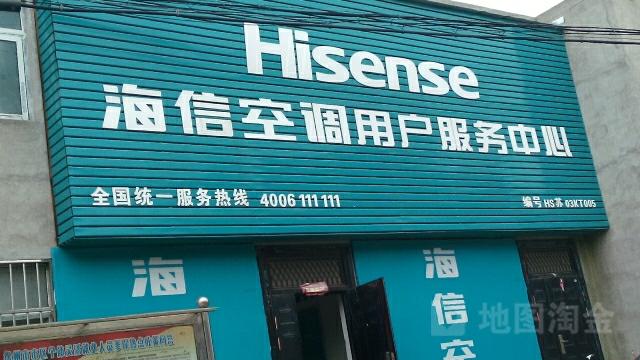 Hisense
海信空调用户服务中心
全国统一服务热线 4006 111 111
编号 HS苏 03KT005
海
海信空
地图淘金